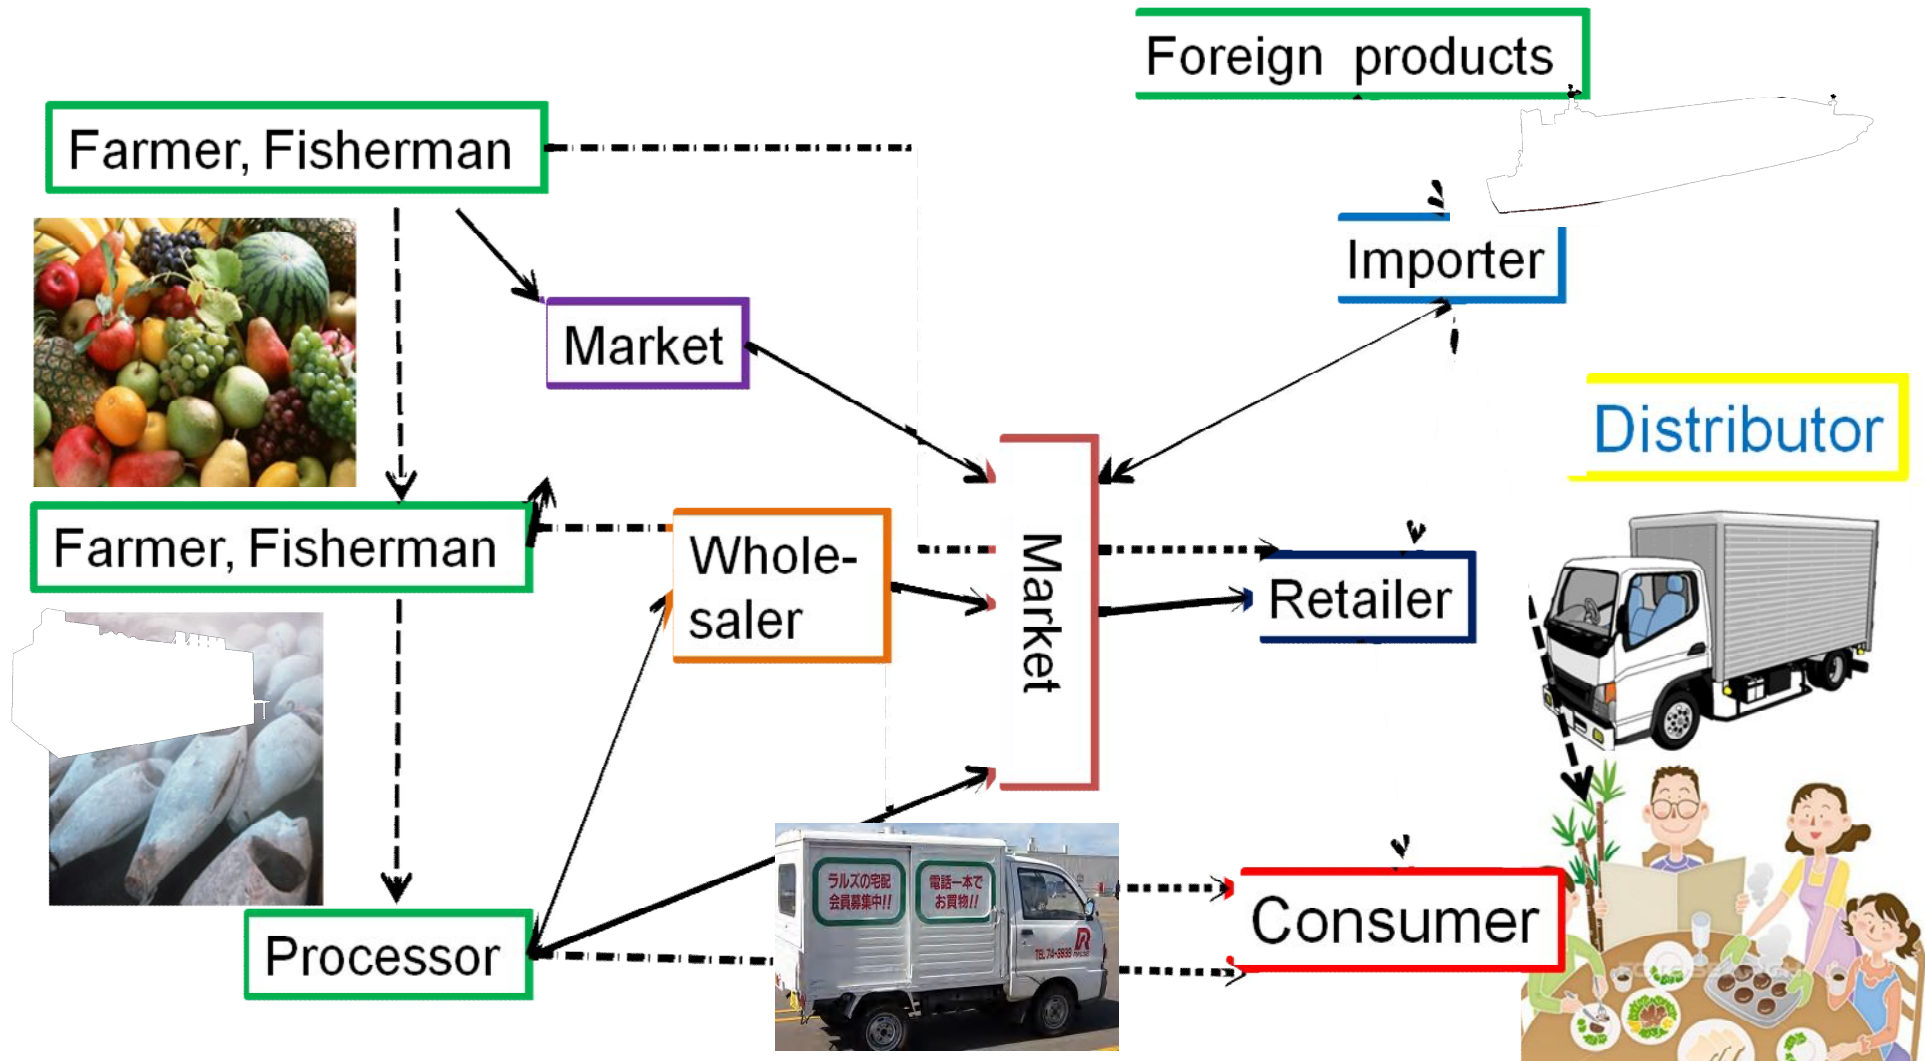 Foreign products
Farmer, Fisherman
Importer
Market
Distributor
Farmer, Fisherman
Whole-
saler
Market
Retailer
ラルズの宅配
会員募集中!!
電話一本で
お買物!!
R
Consumer
Processor